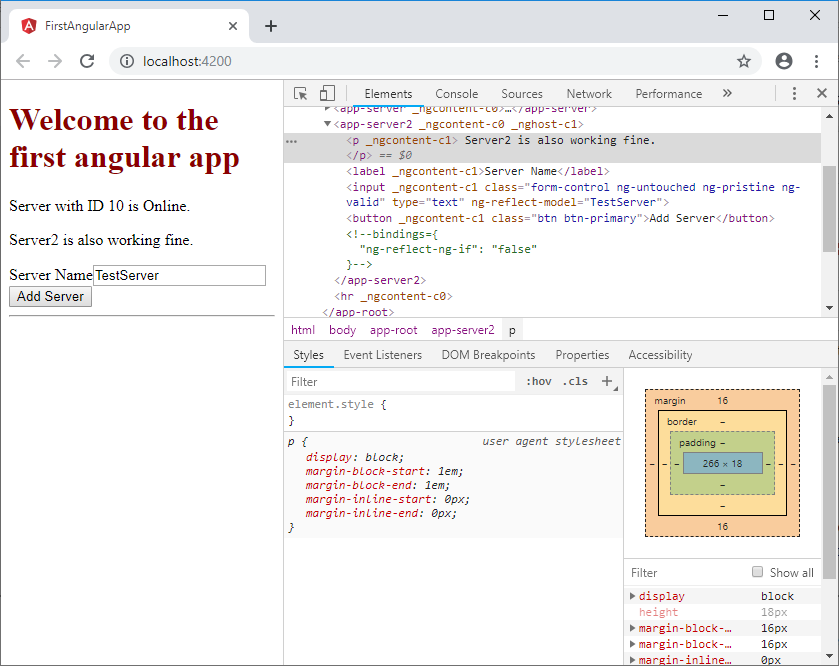 FirstAngularApp
localhost:4200
Welcome to the
first angular app
Server with ID 10 is Online.
Server2 is also working fine.
Server Name TestServer
Add Server
Elements Console Sources Network Performance »
<app-server _ngcontent-c0>…</app-server>
<app-server2 _ngcontent-c0 _nghost-c1>
… <p _ngcontent-c1> Server2 is also working fine.
</p> == $0
<label _ngcontent-c1>Server Name</label>
<input _ngcontent-c1 class="form-control ng-untouched ng-pristine ng-
valid" type="text" ng-reflect-model="TestServer">
<button _ngcontent-c1 class="btn btn-primary">Add Server</button>
<!--bindings={
"ng-reflect-ng-if": "false"
}-->
</app-server2>
<hr _ngcontent-c0>
</app-root>
html body app-root app-server2 p
Styles Event Listeners DOM Breakpoints Properties Accessibility
Filter :hov .cls +
element.style {
}
p { user agent stylesheet
display: block;
margin-block-start: 1em;
margin-block-end: 1em;
margin-inline-start: 0px;
margin-inline-end: 0px;
}
margin 16
border –
padding –
– – – 266 × 18 – – –
–
–
16
Filter Show all
display block
height 18px
margin-block-… 16px
margin-block-… 16px
margin-inline… 0px